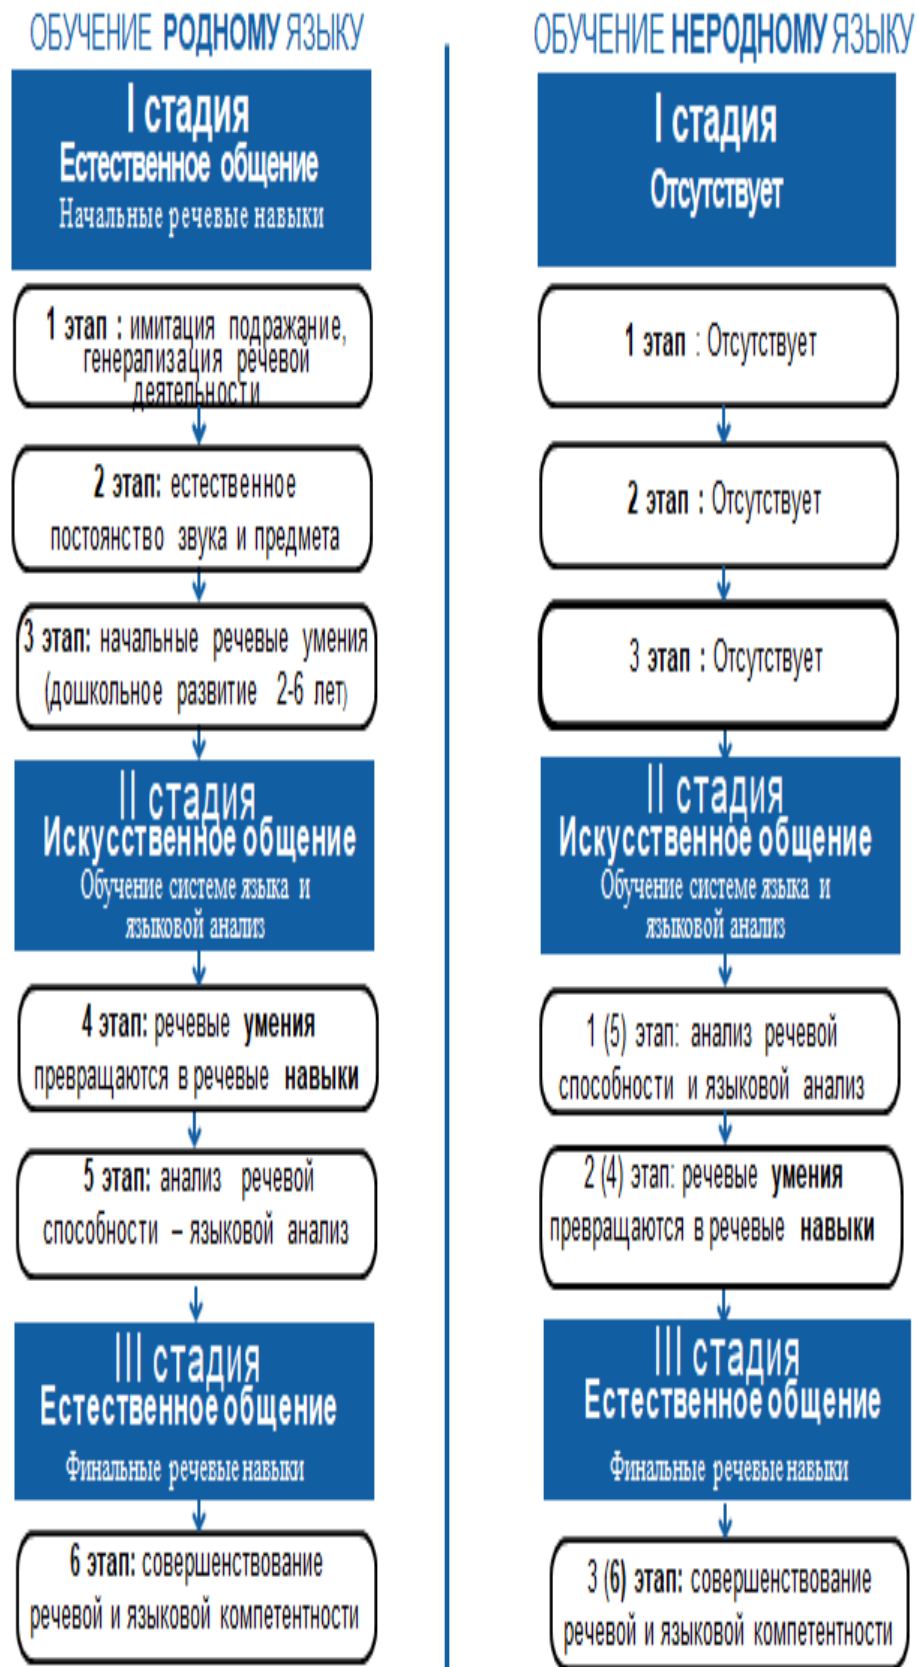 ОБУЧЕНИЕ РОДНОМУ ЯЗЫКУ
I стадия
Естественное общение
Начальные речевые навыки
1 этап : имитация подражание,
генерализация речевой
деятельности
2 этап: естественное
постоянство звука и предмета
3 этап: начальные речевые умения
(дошкольное развитие 2-6 лет)
II стадия
Искусственное общение
Обучение системе языка и
языковой анализ
4 этап: речевые умения
превращаются в речевые навыки
5 этап: анализ речевой
способности – языковой анализ
III стадия
Естественное общение
Финальные речевые навыки
6 этап: совершенствование
речевой и языковой компетентности
ОБУЧЕНИЕ НЕРОДНОМУ ЯЗЫКУ
I стадия
Отсутствует
1 этап : Отсутствует
2 этап : Отсутствует
3 этап : Отсутствует
II стадия
Искусственное общение
Обучение системе языка и
языковой анализ
1 (5) этап: анализ речевой
способности и языковой анализ
2 (4) этап: речевые умения
превращаются в речевые навыки
III стадия
Естественное общение
Финальные речевые навыки
3 (6) этап: совершенствование
речевой и языковой компетентности